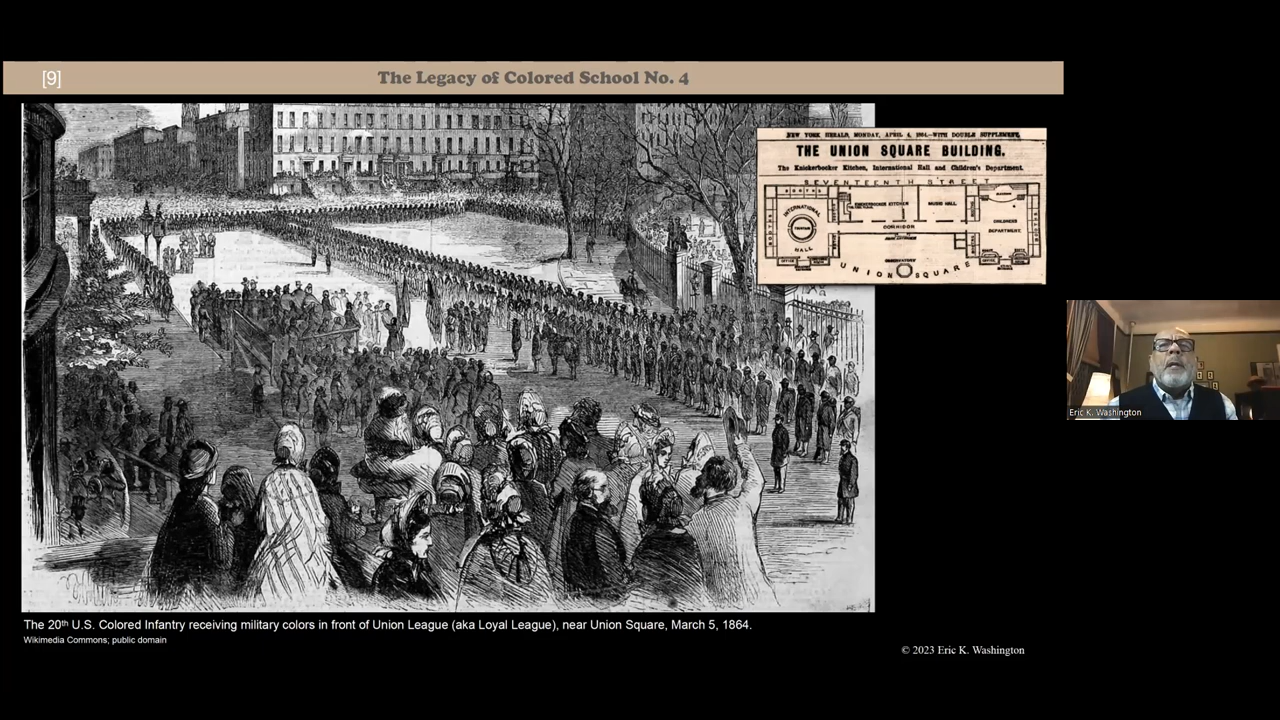 [9]
The Legacy of Colored School No. 4
NEW YORK HERALD, MONDAY, APRIL 4, 1864.—WITH DOUBLE SUPPLEMENT.
THE UNION SQUARE BUILDING.
The Knickerbocker Kitchen, International Hall and Children's Department.
SEVENTEENTH STREET
INTERNATIONAL
HALL
KNICKERBOCKER KITCHEN
MUSIC HALL
CORRIDOR
CHILDRENS
DEPARTMENT.
OFFICE
UNION SQUARE
Eric K. Washington
The 20th U.S. Colored Infantry receiving military colors in front of Union League (aka Loyal League), near Union Square, March 5, 1864.
Wikimedia Commons; public domain
© 2023 Eric K. Washington